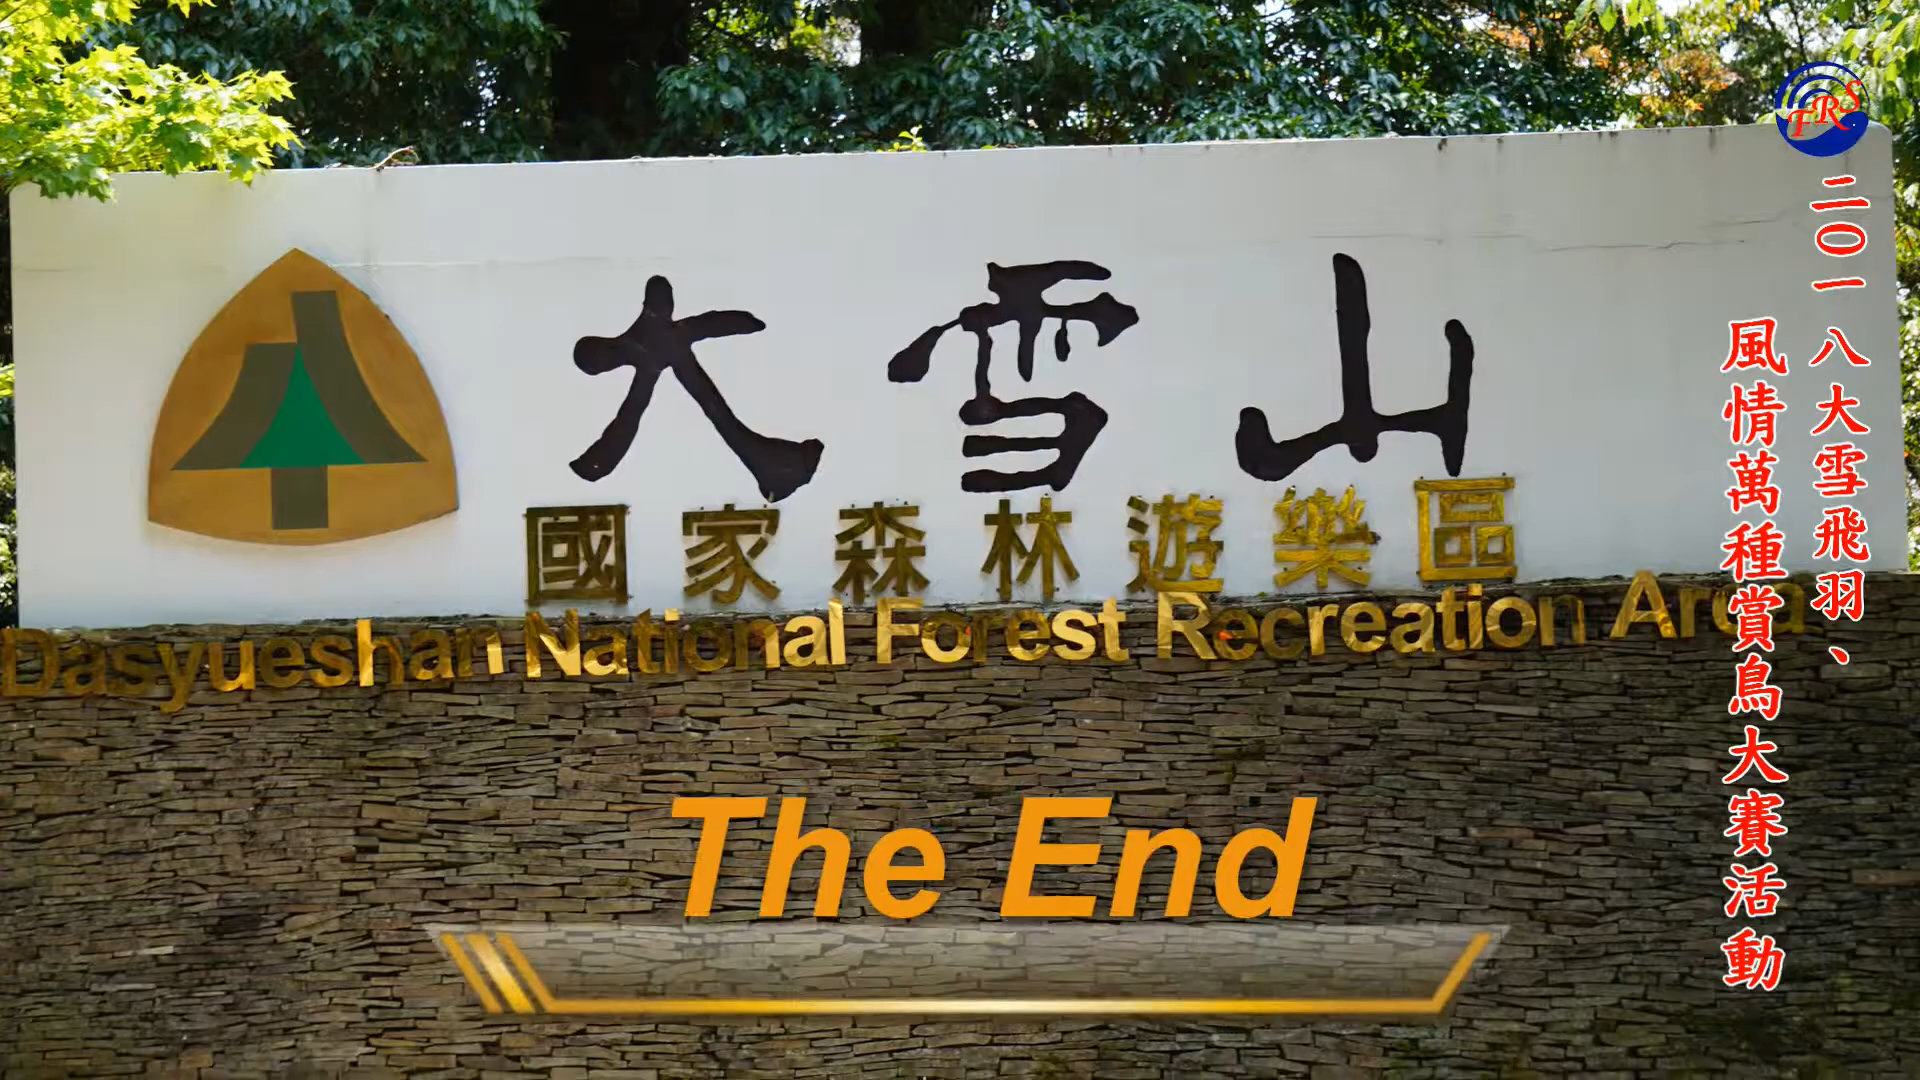 大雪山
國家森林遊樂區
Dasyueshan National Forest Recreation Area
The End
FRS
二〇一八大雪飛羽、
風情萬種賞鳥大賽活動